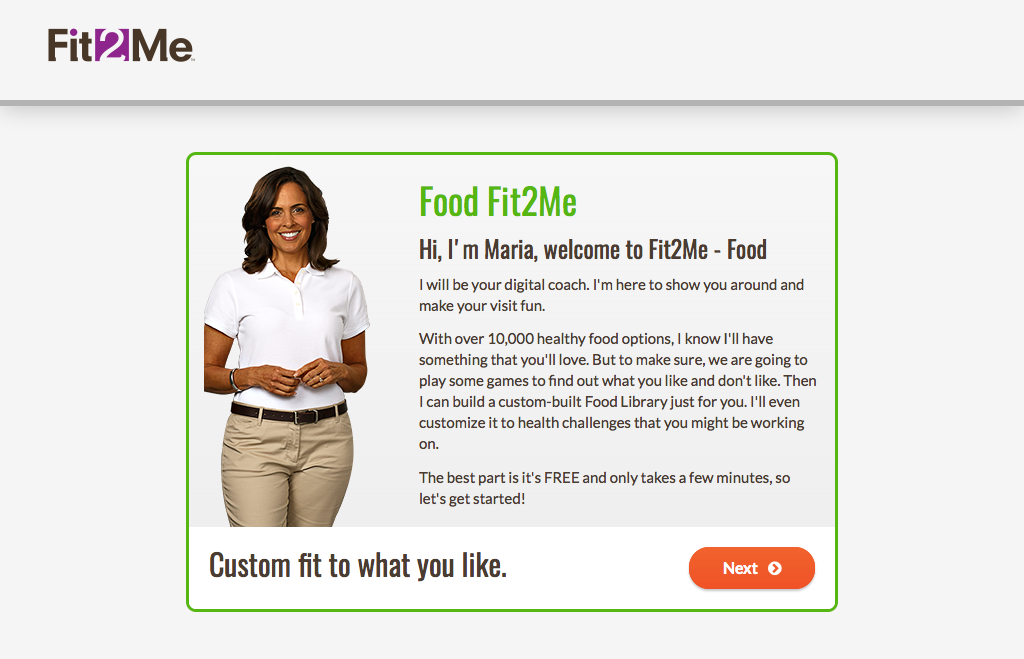 Fit2Me
Food Fit2Me
Hi, I'm Maria, welcome to Fit2Me - Food
I will be your digital coach. I'm here to show you around and
make your visit fun.
With over 10,000 healthy food options, I know I'll have
something that you'll love. But to make sure, we are going to
play some games to find out what you like and don't like. Then
I can build a custom-built Food Library just for you. I'll even
customize it to health challenges that you might be working
on.
The best part is it's FREE and only takes a few minutes, so
let's get started!
Custom fit to what you like.
Next